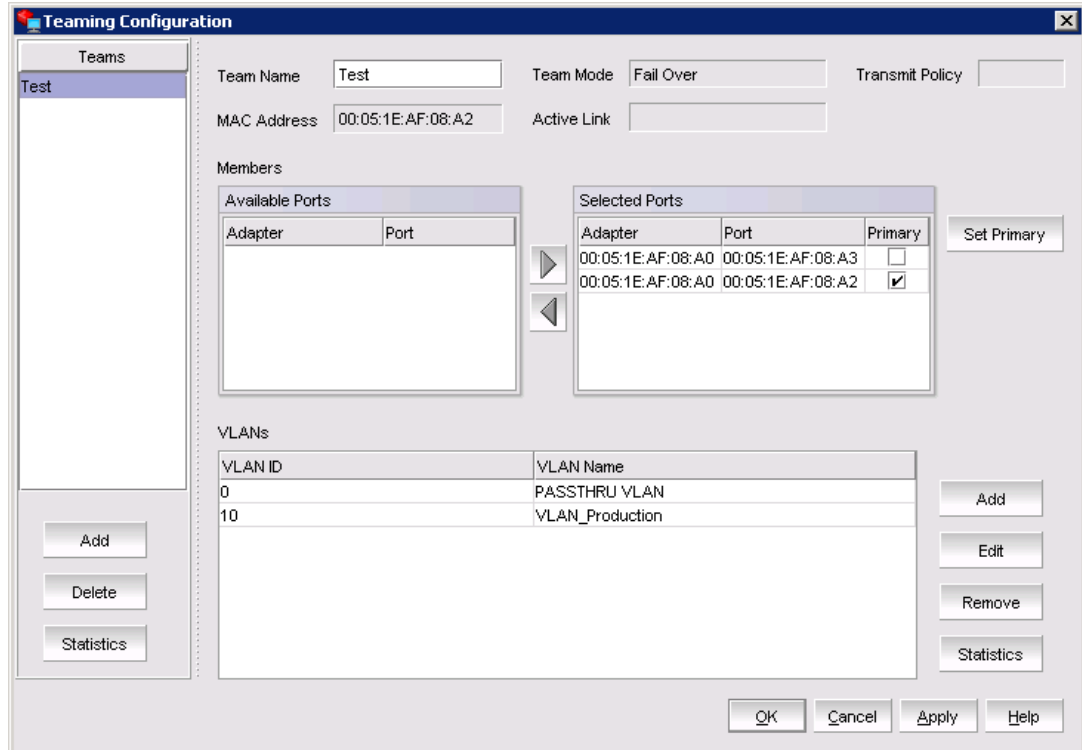 Teaming Configuration
Teams
Test
Team Name Test Team Mode Fail Over Transmit Policy
MAC Address 00:05:1E:AF:08:A2 Active Link
Members
Available Ports
Adapter Port
Selected Ports
Adapter Port Primary
00:05:1E:AF:08:A0 00:05:1E:AF:08:A3
00:05:1E:AF:08:A0 00:05:1E:AF:08:A2
Set Primary
VLANs
VLAN ID VLAN Name
0 PASSTHRU VLAN
10 VLAN_Production
Add
Edit
Remove
Statistics
Add
Delete
Statistics
OK Cancel Apply Help